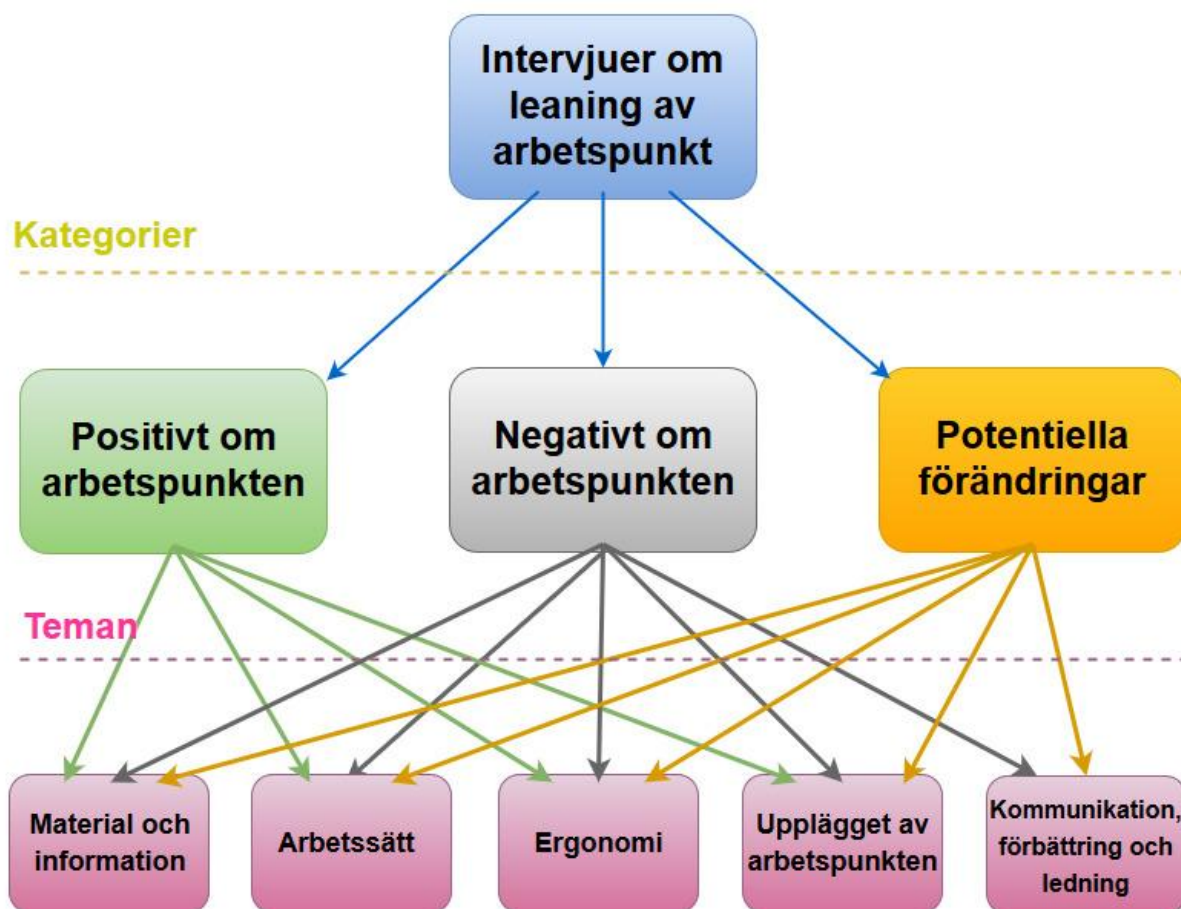 Intervjuer om
leaning av
arbetspunkt
Kategorier
Positivt om
arbetspunkten
Negativt om
arbetspunkten
Potentiella
förändringar
Teman
Material och
information
Arbetssätt
Ergonomi
Upplägget av
arbetspunkten
Kommunikation,
förbättring och
ledning